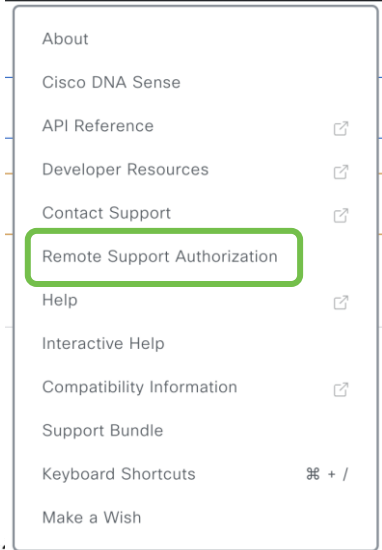 About
Cisco DNA Sense
API Reference
Developer Resources
Contact Support
Remote Support Authorization
Help
Interactive Help
Compatibility Information
Support Bundle
Keyboard Shortcuts ⌘ + /
Make a Wish